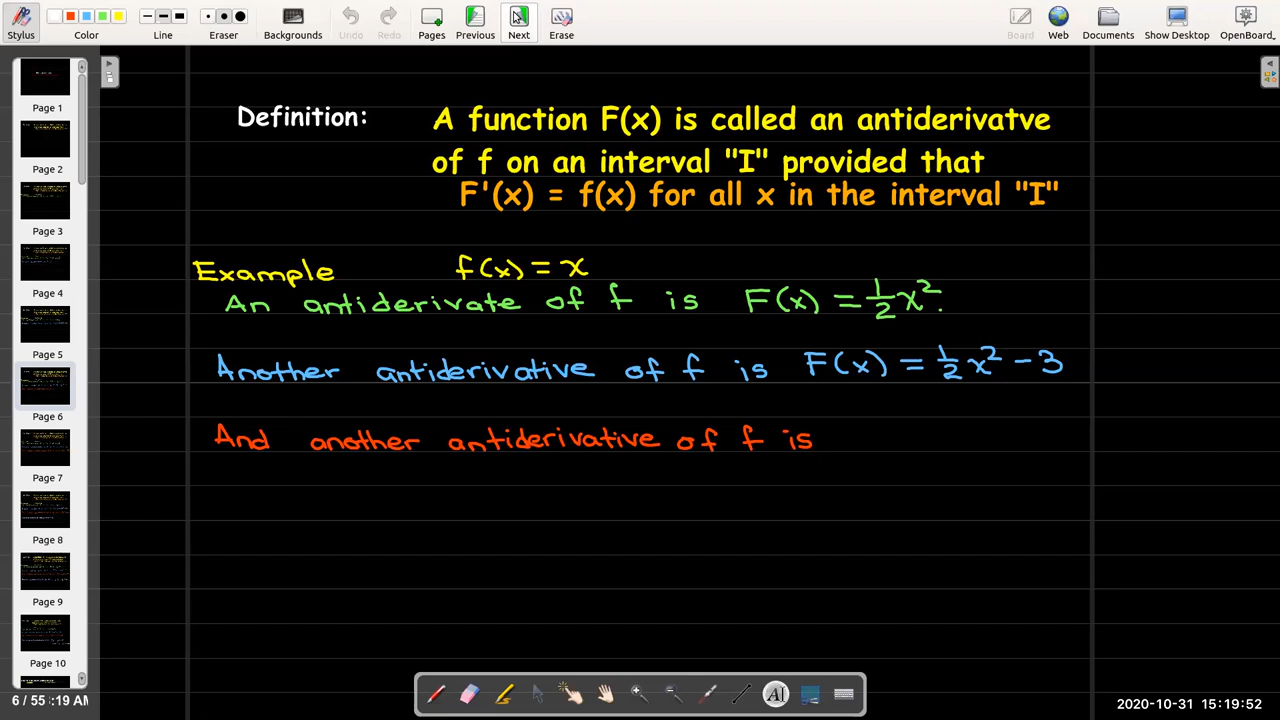 Stylus
Color
Line
Eraser
Backgrounds
Undo
Redo
Pages
Previous
Next
Erase
Board
Web
Documents
Show Desktop
OpenBoard
Page 1
Page 2
Page 3
Page 4
Page 5
Page 6
Page 7
Page 8
Page 9
Page 10
Definition: A function F(x) is called an antiderivatve
of f on an interval "I" provided that
F'(x) = f(x) for all x in the interval "I"
Example f(x) = x
An antiderivate of f is F(x) = 1/2 x².
Another antiderivative of f is F(x) = 1/2 x² - 3
And another antiderivative of f is
6 / 55 :19 AM
2020-10-31 15:19:52